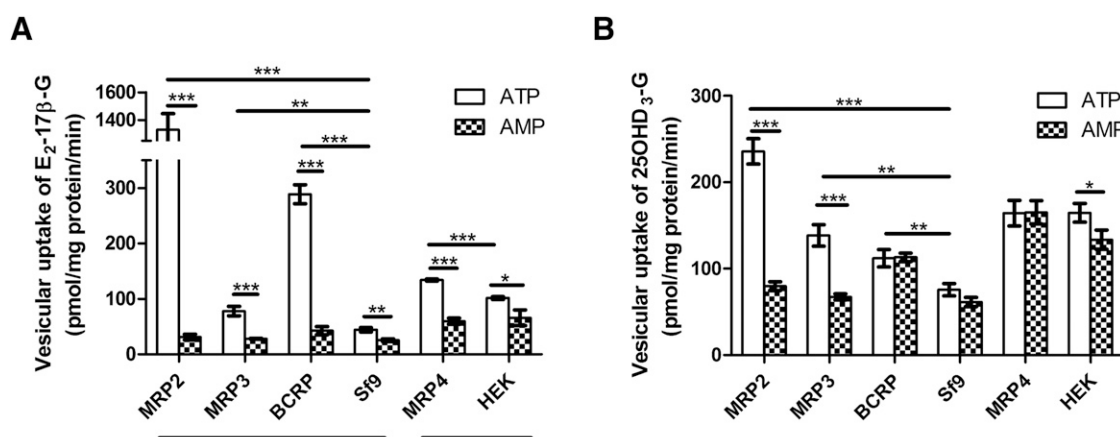 A
Vesicular uptake of E₂-17β-G
(pmol/mg protein/min)
1600
1400
300
200
100
0
***
**
***
***
***
***
***
***
**
*
ATP
AMP
MRP2
MRP3
BCRP
Sf9
MRP4
HEK
B
Vesicular uptake of 25OHD₃-G
(pmol/mg protein/min)
300
200
100
0
***
***
**
***
**
*
ATP
AMP
MRP2
MRP3
BCRP
Sf9
MRP4
HEK